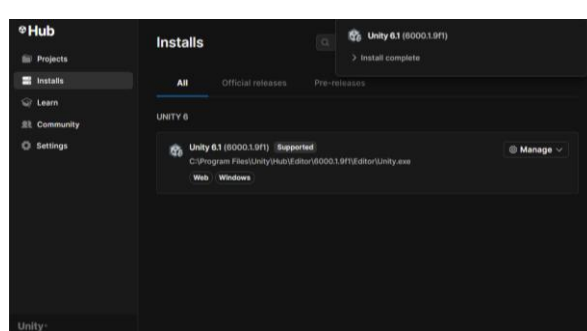 Hub
Projects
Installs
Learn
Community
Settings
Unity
Installs
Unity 6.1 (6000.1.9f1)
Install complete
All Official releases Pre-releases
UNITY 6
Unity 6.1 (6000.1.9f1) Supported
C:\Program Files\Unity\Hub\Editor\6000.1.9f1\Editor\Unity.exe
Web Windows
Manage